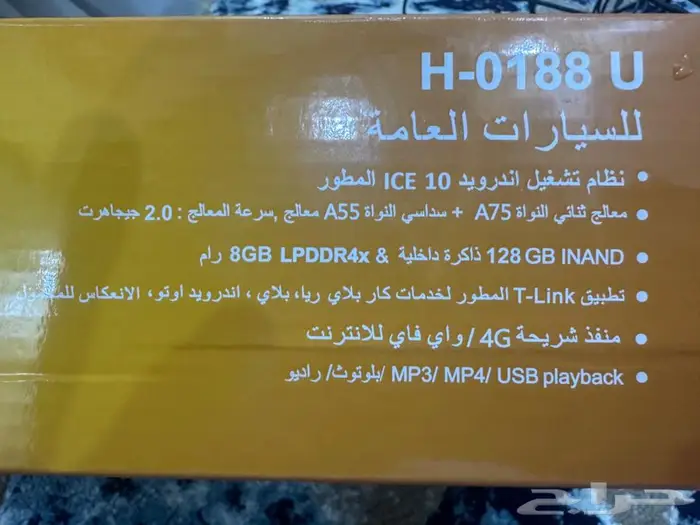 H-0188 U
للسيارات العامة
• نظام تشغيل اندرويد ICE 10 المطور
• معالج ثنائي النواة A75 + سداسي النواة A55 معالج ,سرعة المعالج : 2.0 جيجاهرت
• 128 GB INAND ذاكرة داخلية & 8GB LPDDR4x رام
• تطبيق T-Link المطور لخدمات كار بلاي ريا، بلاي ، اندرويد اوتو، الانعكاس للمحمول
• منفذ شريحة 4G /واي فاي للانترنت
• MP3/ MP4/ USB playback /بلوتوث/ راديو
حراج